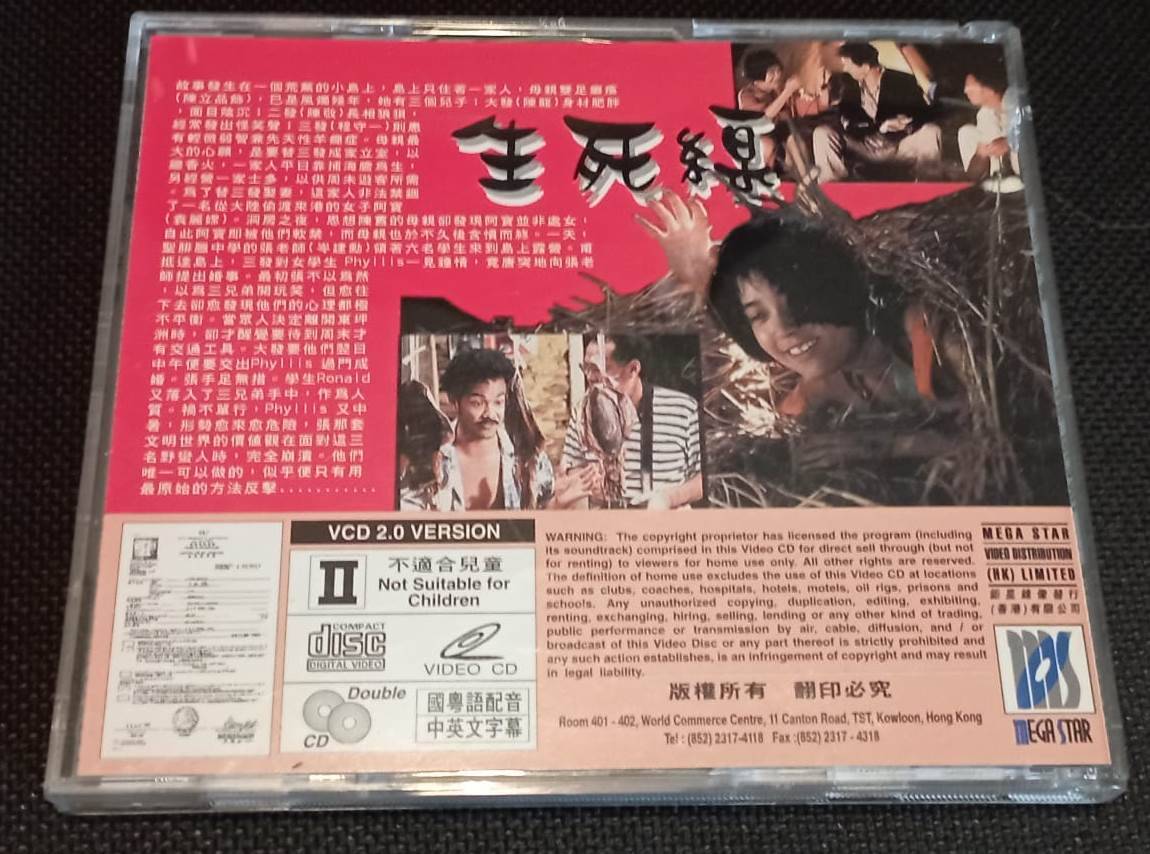 故事發生在一個荒蕪的小島上，島上只住著一家人，母親雙足癱瘓
(陳立品飾)，已是風燭殘年，她有三個兒子：大發(陳龍)身材肥胖
，面目陰沉；二發(陳敬)長相猥瑣，
經常發出怪笑聲；三發(程守一)則患
有輕微弱智兼先天性羊癇症。母親最
大的心願，是要替三發成家立室，以
繼香火，一家人平日靠捕海膽為生，
另經營一家士多，以供周末遊客所需
。為了替三發娶妻，這家人非法禁錮
了一名從大陸偷渡來港的女子阿寶
(袁麗嫦)。洞房之夜，思想陳舊的母親卻發現阿寶並非處女，
自此阿寶即被他們軟禁，而母親也於不久後含憤而終。一天，
聖腓臘中學的張老師(岑建勳)領著六名學生來到島上露營。甫
抵達島上，三發對女學生 Phyllis一見鍾情，竟唐突地向張老
師提出婚事。最初張不以為然
，以為三兄弟開玩笑，但愈往
下去卻愈發現他們的心理都極
不平衡。當眾人決定離開東坪
洲時，卻才醒覺要待到周末才
有交通工具。大發要他們翌日
中午便要交出Phyllis 過門成
婚。張手足無措。學生Ronald
又落入了三兄弟手中，作為人
質。禍不單行，Phyllis 又中
暑，形勢愈來愈危險，張那套
文明世界的價值觀在面對這三
名野蠻人時，完全崩潰。他們
唯一可以做的，似乎便只有用
最原始的方法反擊............
生死線
VCD 2.0 VERSION
II
不適合兒童
Not Suitable for
Children
COMPACT
disc
DIGITAL VIDEO
VIDEO CD
Double
CD
國粵語配音
中英文字幕
WARNING: The copyright proprietor has licensed the program (including
its soundtrack) comprised in this Video CD for direct sell through (but not
for renting) to viewers for home use only. All other rights are reserved.
The definition of home use excludes the use of this Video CD at locations
such as clubs, coaches, hospitals, hotels, motels, oil rigs, prisons and
schools. Any unauthorized copying, duplication, editing, exhibiting,
renting, exchanging, hiring, selling, lending or any other kind of trading,
public performance or transmission by air, cable, diffusion, and / or
broadcast of this Video Disc or any part thereof is strictly prohibited and
any such action establishes, is an infringement of copyright and may result
in legal liability.
版權所有 翻印必究
Room 401 - 402, World Commerce Centre, 11 Canton Road, TST, Kowloon, Hong Kong
Tel : (852) 2317-4118 Fax :(852) 2317 - 4318
MEGA STAR
VIDEO DISTRIBUTION
(HK) LIMITED
鉅星錄像發行
(香港)有限公司
MEGA STAR